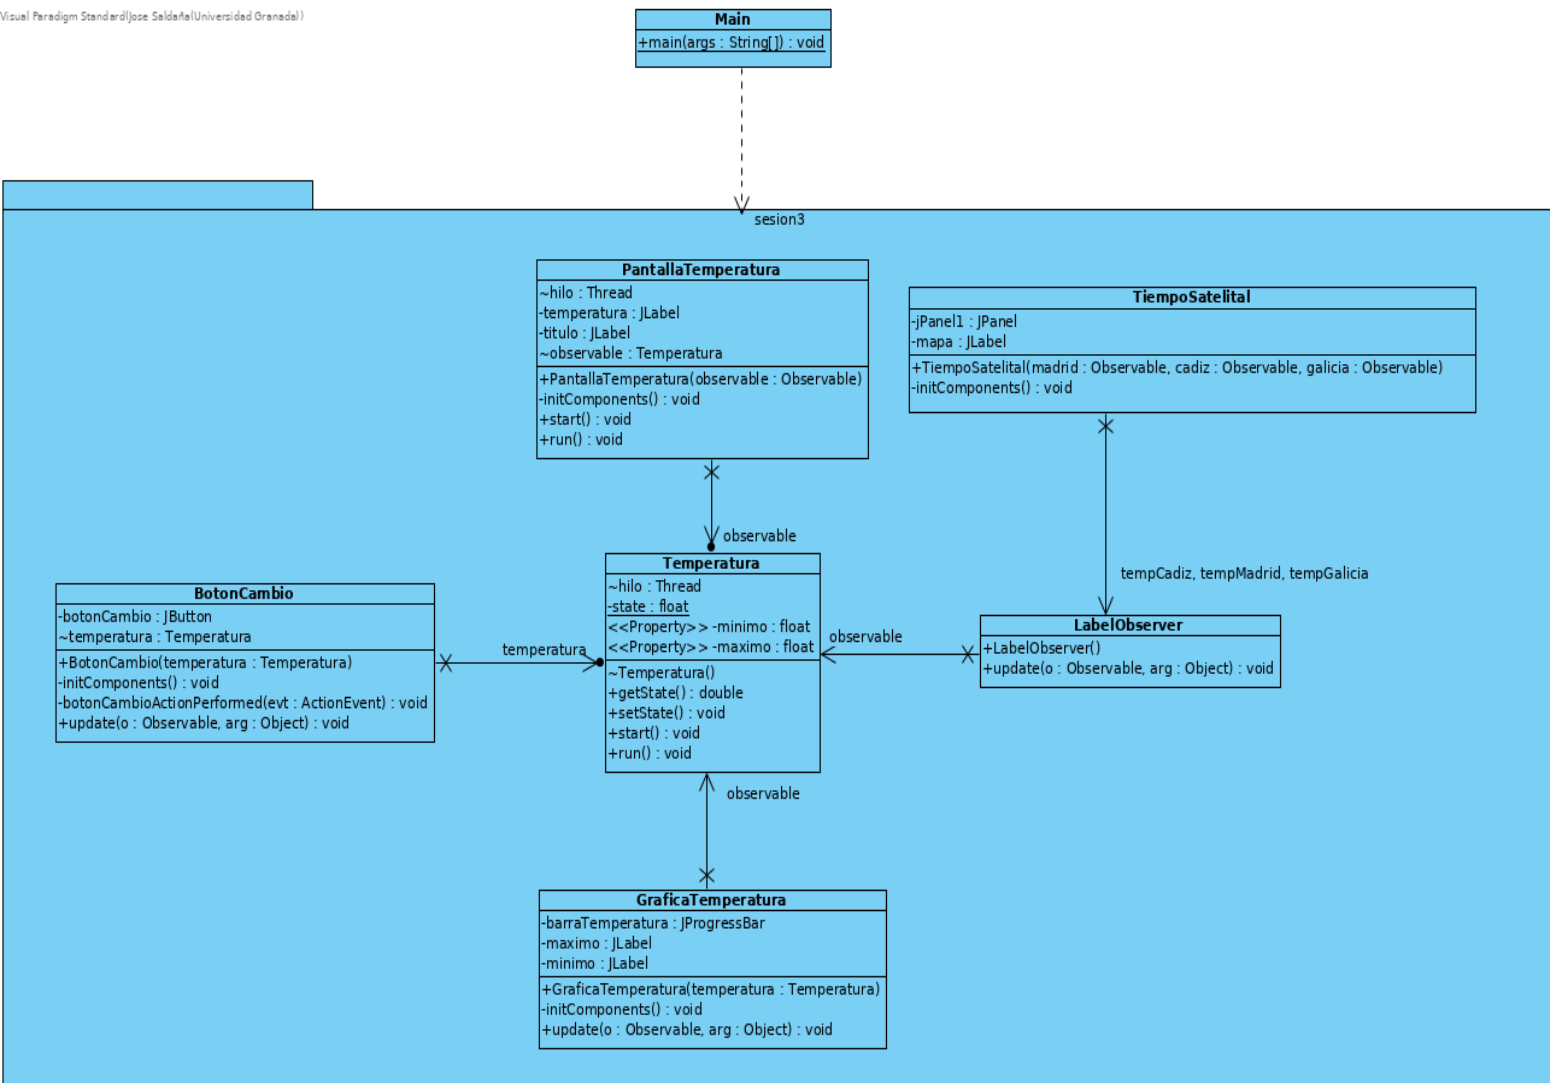 Visual Paradigm Standard(Jose Saldaña(Universidad Granada))
Main
+main(args : String[]) : void
sesion3
PantallaTemperatura
~hilo : Thread
-temperatura : JLabel
-titulo : JLabel
~observable : Temperatura
+PantallaTemperatura(observable : Observable)
-initComponents() : void
+start() : void
+run() : void
TiempoSatelital
-jPanel1 : JPanel
-mapa : JLabel
+TiempoSatelital(madrid : Observable, cadiz : Observable, galicia : Observable)
-initComponents() : void
observable
tempCadiz, tempMadrid, tempGalicia
BotonCambio
-botonCambio : JButton
~temperatura : Temperatura
+BotonCambio(temperatura : Temperatura)
-initComponents() : void
-botonCambioActionPerformed(evt : ActionEvent) : void
+update(o : Observable, arg : Object) : void
temperatura
Temperatura
~hilo : Thread
-state : float
<<Property>> -minimo : float
<<Property>> -maximo : float
~Temperatura()
+getState() : double
+setState() : void
+start() : void
+run() : void
observable
LabelObserver
+LabelObserver()
+update(o : Observable, arg : Object) : void
observable
GraficaTemperatura
-barraTemperatura : JProgressBar
-maximo : JLabel
-minimo : JLabel
+GraficaTemperatura(temperatura : Temperatura)
-initComponents() : void
+update(o : Observable, arg : Object) : void